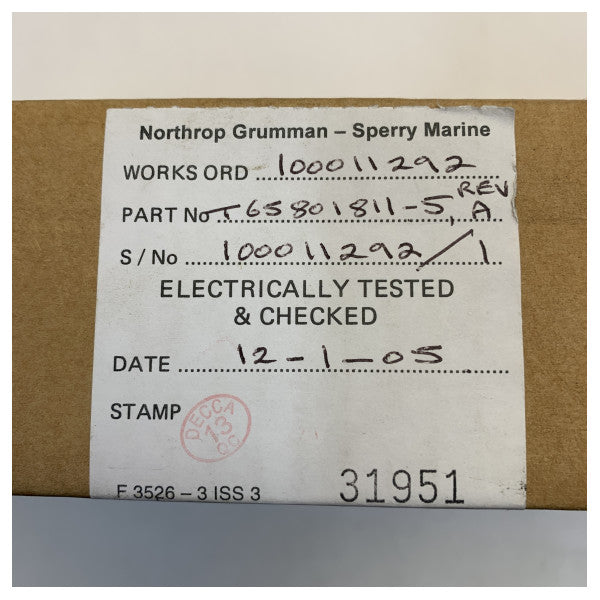 Northrop Grumman – Sperry Marine
WORKS ORD 100011292
PART No T65801811-5, REV A
S / No 100011292/1
ELECTRICALLY TESTED
& CHECKED
DATE 12-1-05
STAMP DECCA 13 QC
F 3526 – 3 ISS 3 31951